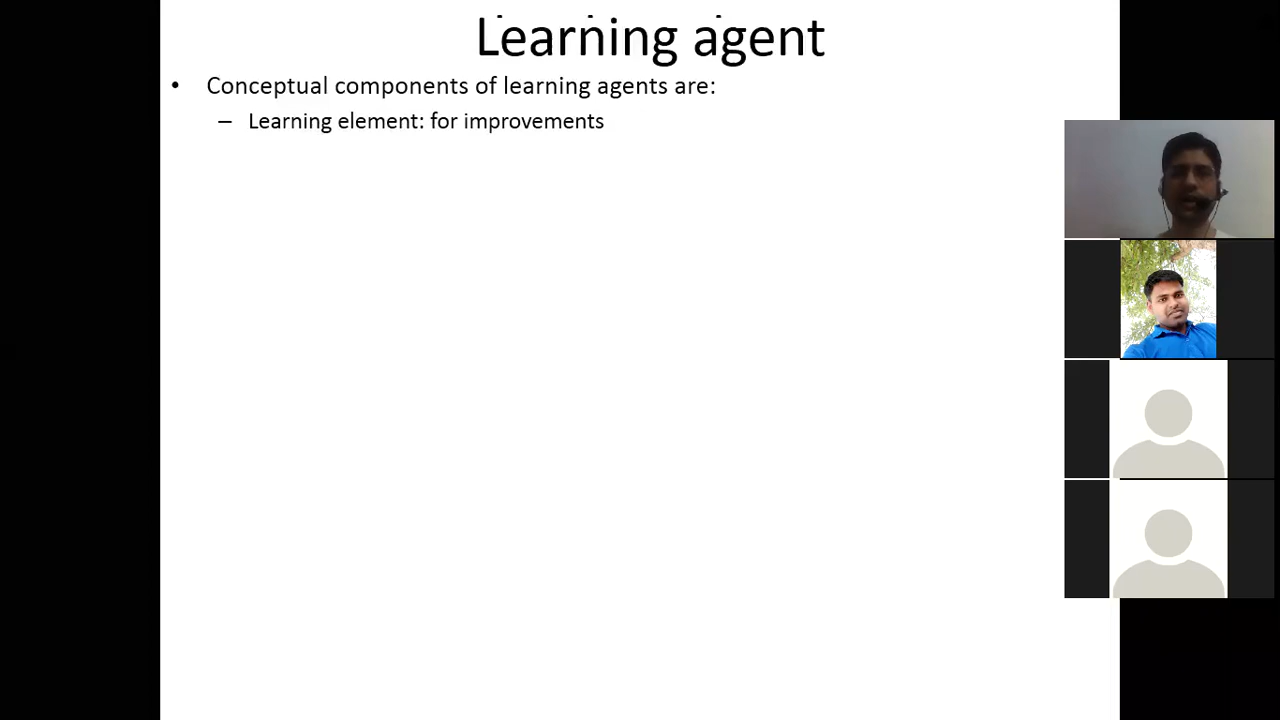 Learning agent
• Conceptual components of learning agents are:
– Learning element: for improvements